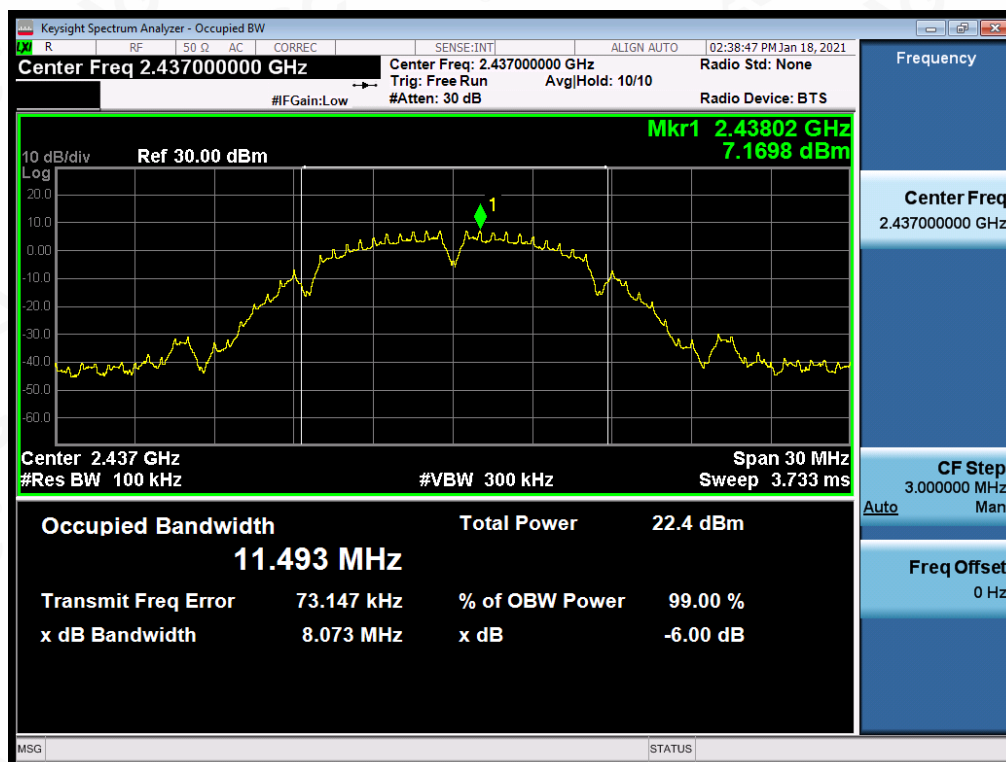 Keysight Spectrum Analyzer - Occupied BW
LXI R RF 50 Ω AC CORREC SENSE:INT ALIGN AUTO 02:38:47 PM Jan 18, 2021
Center Freq 2.437000000 GHz
Center Freq: 2.437000000 GHz Radio Std: None
Trig: Free Run Avg|Hold: 10/10
#IFGain:Low #Atten: 30 dB Radio Device: BTS
Mkr1 2.43802 GHz
7.1698 dBm
10 dB/div Ref 30.00 dBm
Log
20.0
10.0
0.00
-10.0
-20.0
-30.0
-40.0
-50.0
-60.0
1
Center 2.437 GHz Span 30 MHz
#Res BW 100 kHz #VBW 300 kHz Sweep 3.733 ms
Occupied Bandwidth Total Power 22.4 dBm
11.493 MHz
Transmit Freq Error 73.147 kHz % of OBW Power 99.00 %
x dB Bandwidth 8.073 MHz x dB -6.00 dB
MSG STATUS
Frequency
Center Freq
2.437000000 GHz
CF Step
3.000000 MHz
Auto Man
Freq Offset
0 Hz